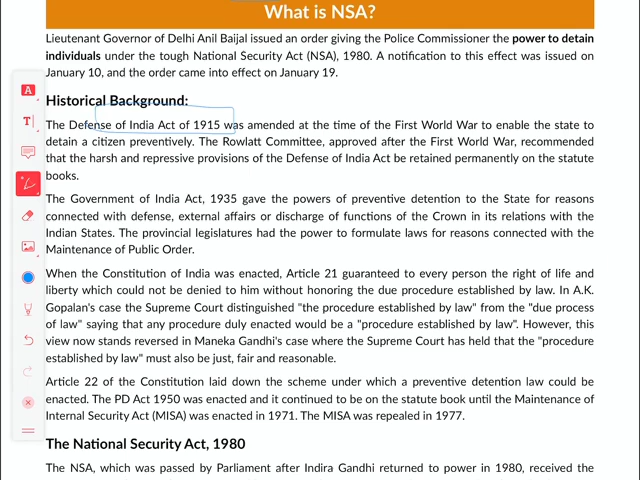 What is NSA?
Lieutenant Governor of Delhi Anil Baijal issued an order giving the Police Commissioner the power to detain
individuals under the tough National Security Act (NSA), 1980. A notification to this effect was issued on
January 10, and the order came into effect on January 19.
Historical Background:
The Defense of India Act of 1915 was amended at the time of the First World War to enable the state to
detain a citizen preventively. The Rowlatt Committee, approved after the First World War, recommended
that the harsh and repressive provisions of the Defense of India Act be retained permanently on the statute
books.
The Government of India Act, 1935 gave the powers of preventive detention to the State for reasons
connected with defense, external affairs or discharge of functions of the Crown in its relations with the
Indian States. The provincial legislatures had the power to formulate laws for reasons connected with the
Maintenance of Public Order.
When the Constitution of India was enacted, Article 21 guaranteed to every person the right of life and
liberty which could not be denied to him without honoring the due procedure established by law. In A.K.
Gopalan's case the Supreme Court distinguished "the procedure established by law" from the "due process
of law" saying that any procedure duly enacted would be a "procedure established by law". However, this
view now stands reversed in Maneka Gandhi's case where the Supreme Court has held that the "procedure
established by law" must also be just, fair and reasonable.
Article 22 of the Constitution laid down the scheme under which a preventive detention law could be
enacted. The PD Act 1950 was enacted and it continued to be on the statute book until the Maintenance of
Internal Security Act (MISA) was enacted in 1971. The MISA was repealed in 1977.
The National Security Act, 1980
The NSA, which was passed by Parliament after Indira Gandhi returned to power in 1980, received the
A
T